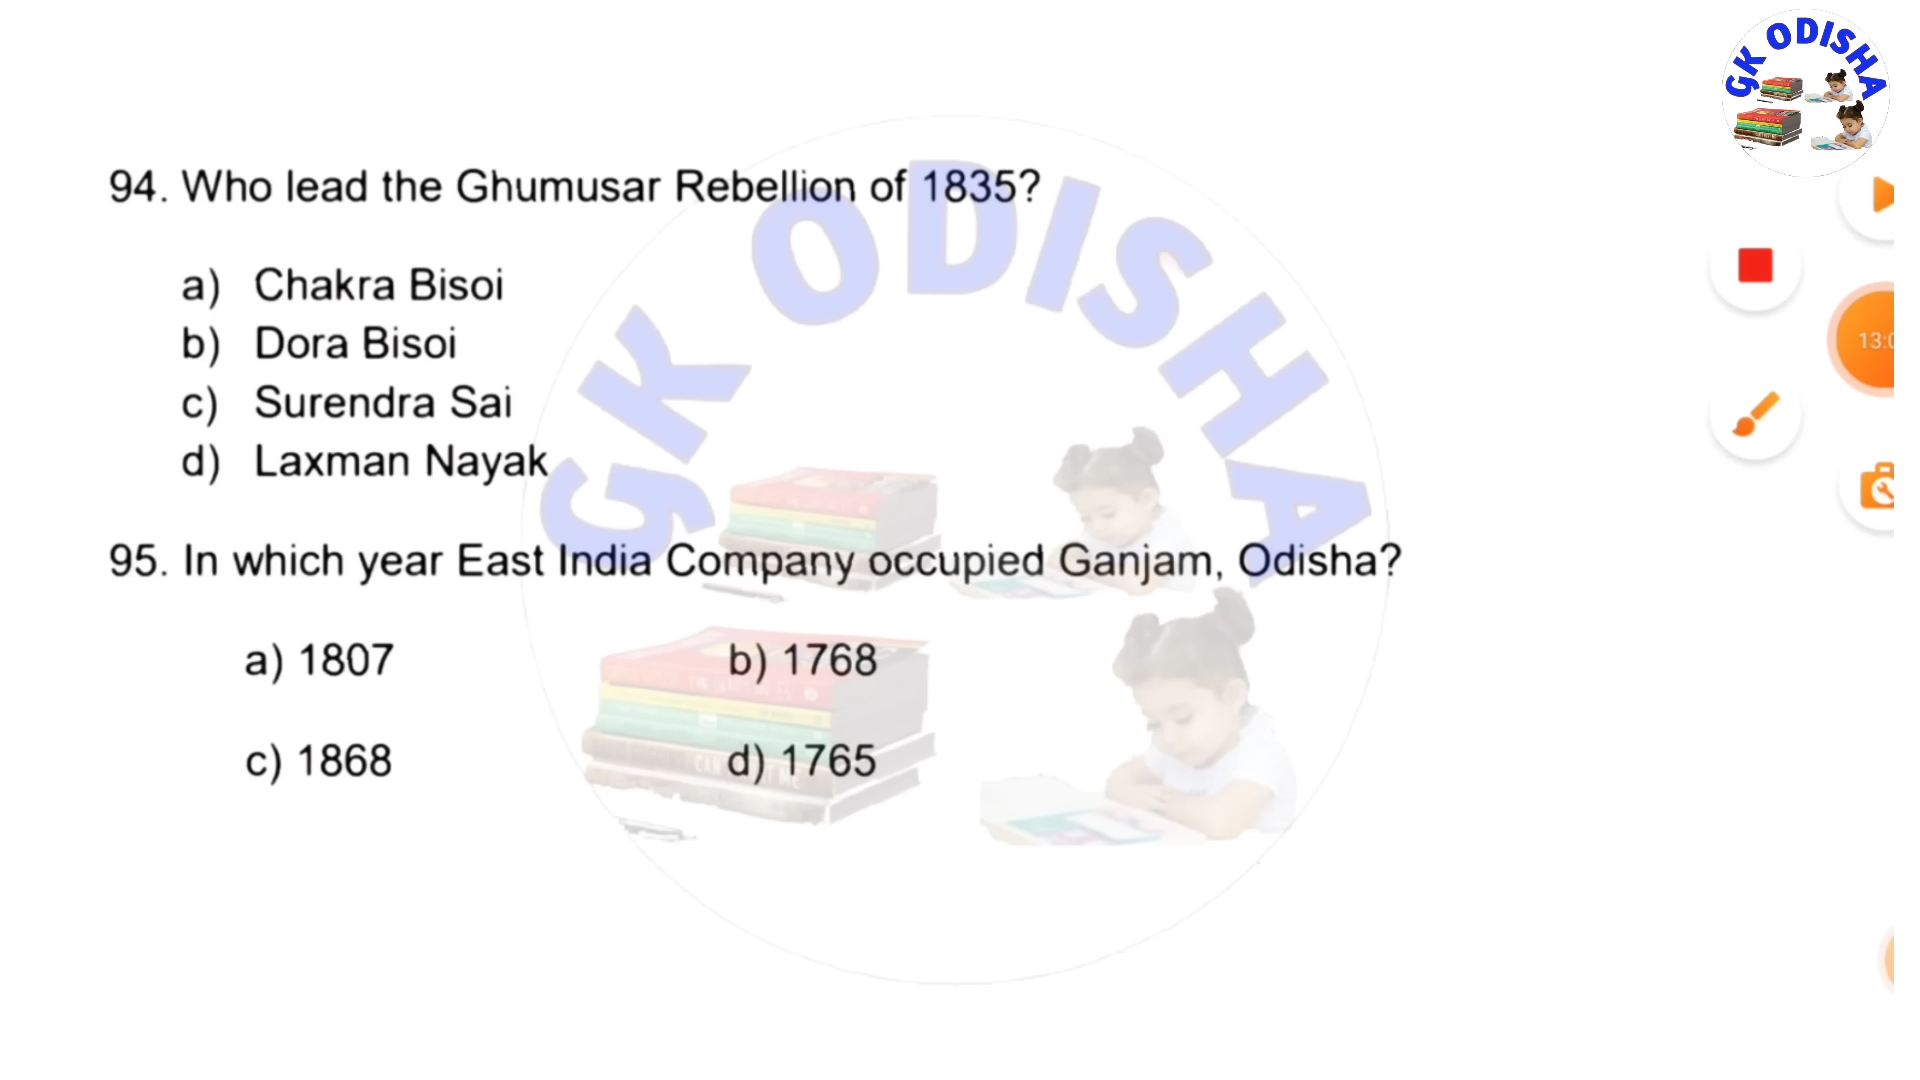 GK ODISHA
94. Who lead the Ghumusar Rebellion of 1835?
a) Chakra Bisoi
b) Dora Bisoi
c) Surendra Sai
d) Laxman Nayak
95. In which year East India Company occupied Ganjam, Odisha?
a) 1807 b) 1768
c) 1868 d) 1765
GK ODISHA